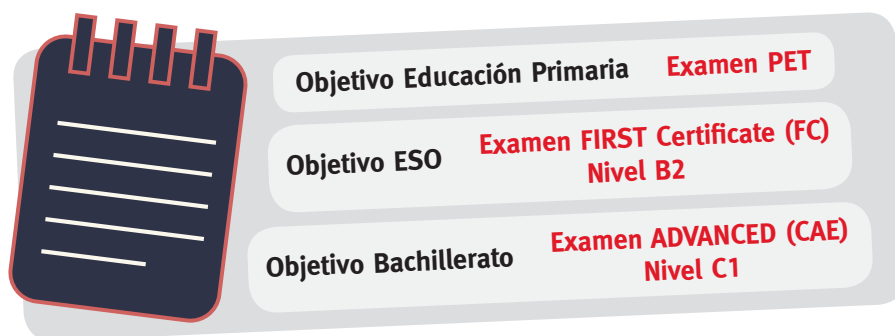 Objetivo Educación Primaria Examen PET
Objetivo ESO Examen FIRST Certificate (FC)
Nivel B2
Objetivo Bachillerato Examen ADVANCED (CAE)
Nivel C1